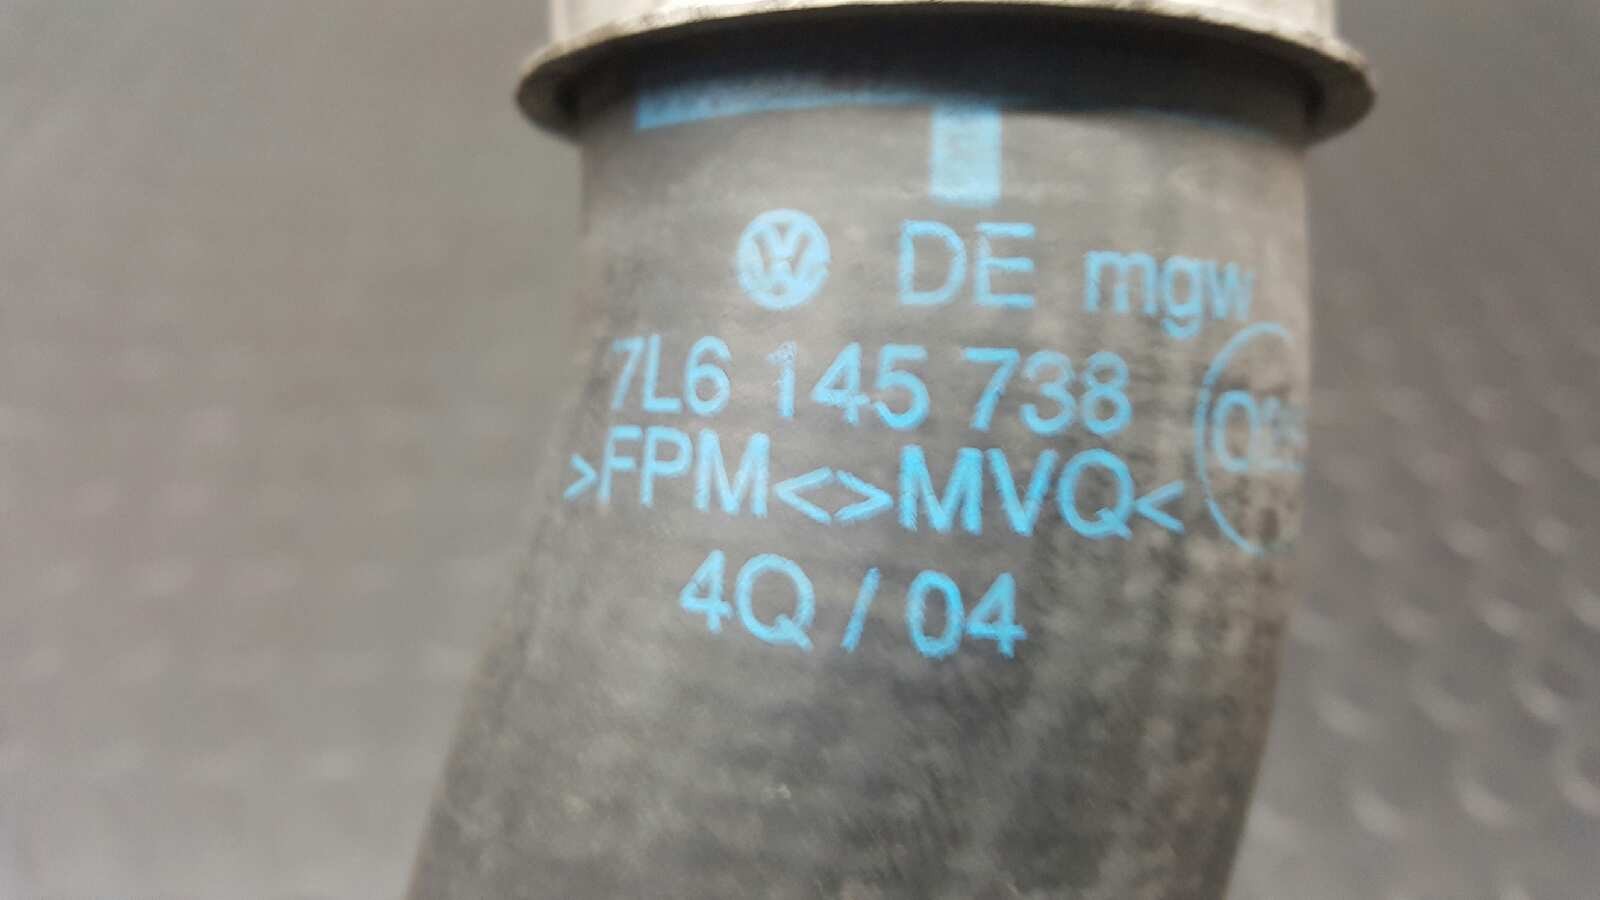 DE mgw
7L6 145 738
>FPM<>MVQ<
4Q / 04